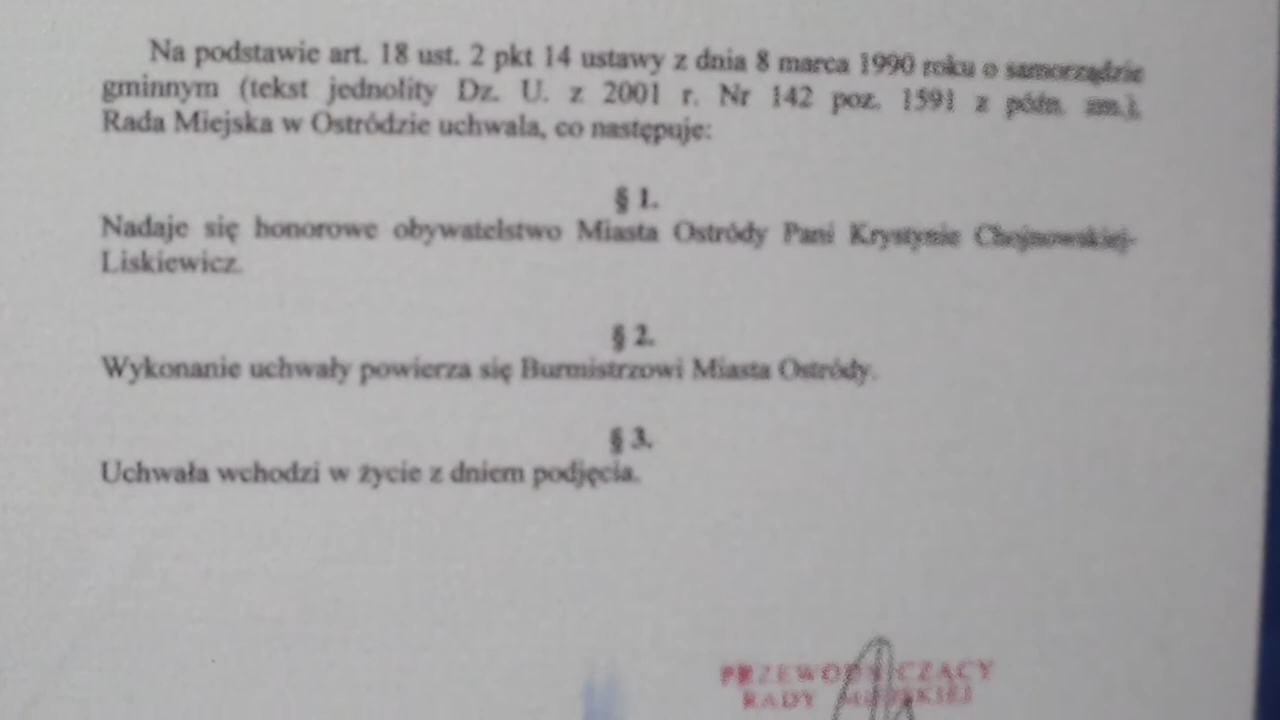 Na podstawie art. 18 ust. 2 pkt 14 ustawy z dnia 8 marca 1990 roku o samorządzie
gminnym (tekst jednolity Dz. U. z 2001 r. Nr 142 poz. 1591 z późn. zm.),
Rada Miejska w Ostródzie uchwala, co następuje:
§ 1.
Nadaje się honorowe obywatelstwo Miasta Ostródy Pani Krystynie Chojnowskiej-
Liskiewicz.
§ 2.
Wykonanie uchwały powierza się Burmistrzowi Miasta Ostródy.
§ 3.
Uchwała wchodzi w życie z dniem podjęcia.
PRZEWODNICZĄCY
RADY MIEJSKIEJ